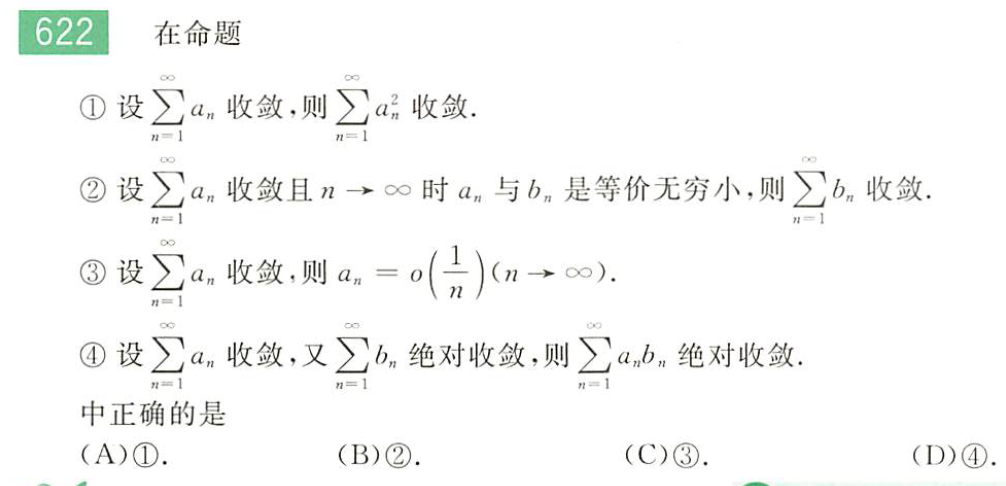 622 在命题
① 设 $\sum_{n=1}^{\infty} a_n$ 收敛,则 $\sum_{n=1}^{\infty} a_n^2$ 收敛.
② 设 $\sum_{n=1}^{\infty} a_n$ 收敛且 $n \to \infty$ 时 $a_n$ 与 $b_n$ 是等价无穷小,则 $\sum_{n=1}^{\infty} b_n$ 收敛.
③ 设 $\sum_{n=1}^{\infty} a_n$ 收敛,则 $a_n = o\left(\frac{1}{n}\right)(n \to \infty)$.
④ 设 $\sum_{n=1}^{\infty} a_n$ 收敛,又 $\sum_{n=1}^{\infty} b_n$ 绝对收敛,则 $\sum_{n=1}^{\infty} a_n b_n$ 绝对收敛.
中正确的是
(A)①. (B)②. (C)③. (D)④.